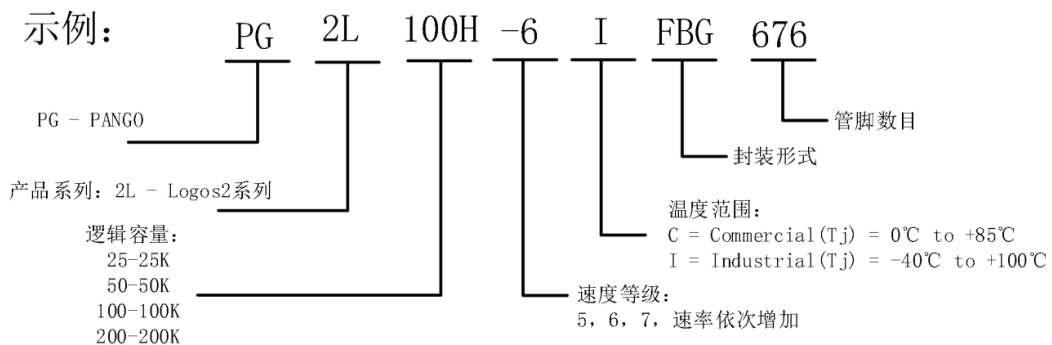 示例：
PG 2L 100H -6 I FBG 676
PG - PANGO
管脚数目
封装形式
产品系列：2L - Logos2系列
温度范围：
C = Commercial(Tj) = 0℃ to +85℃
I = Industrial(Tj) = -40℃ to +100℃
逻辑容量：
25-25K
50-50K
100-100K
200-200K
速度等级：
5，6，7，速率依次增加